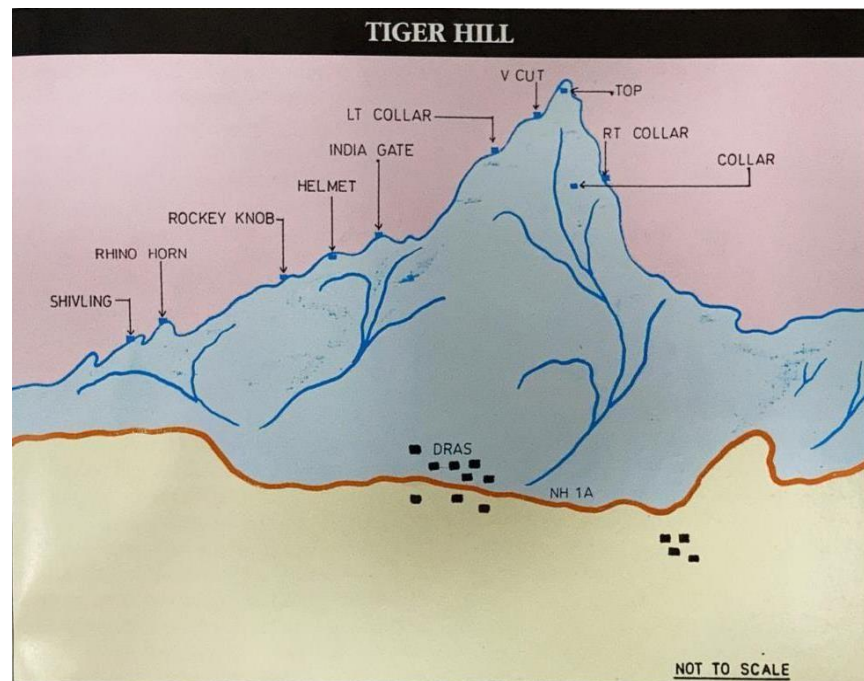 TIGER HILL
V CUT
TOP
LT COLLAR
RT COLLAR
INDIA GATE
COLLAR
HELMET
ROCKEY KNOB
RHINO HORN
SHIVLING
DRAS
NH 1A
NOT TO SCALE